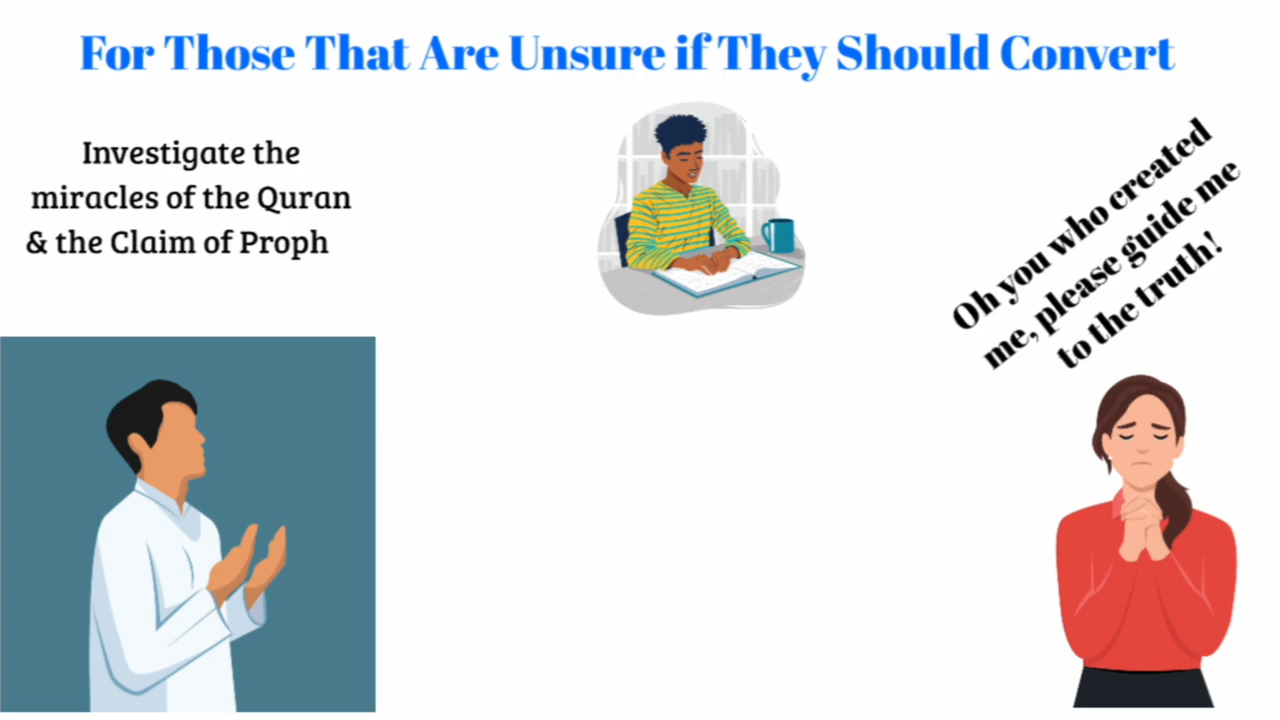 For Those That Are Unsure if They Should Convert
Investigate the
miracles of the Quran
& the Claim of Proph
Oh you who created
me, please guide me
to the truth!